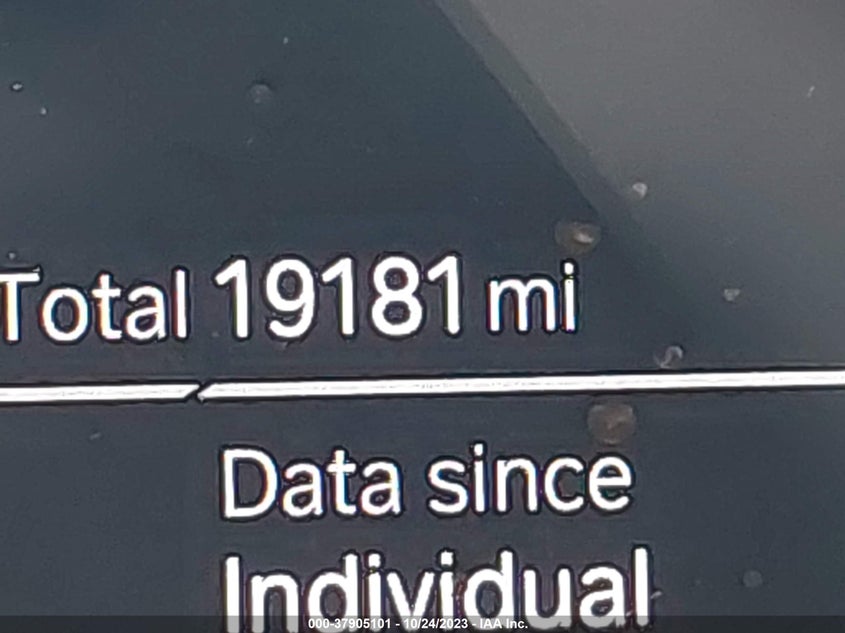 Total 19181 mi
Data since
Individual
000-37905101 - 10/24/2023 - IAA Inc.